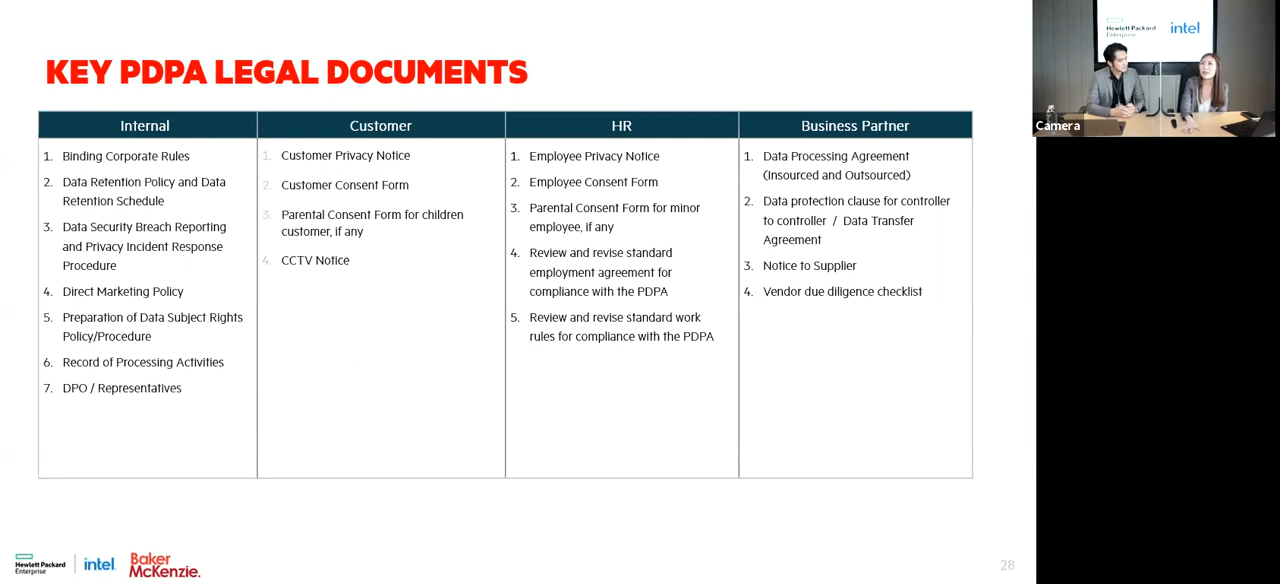 KEY PDPA LEGAL DOCUMENTS
Internal
1. Binding Corporate Rules
2. Data Retention Policy and Data
Retention Schedule
3. Data Security Breach Reporting
and Privacy Incident Response
Procedure
4. Direct Marketing Policy
5. Preparation of Data Subject Rights
Policy/Procedure
6. Record of Processing Activities
7. DPO / Representatives
Customer
1. Customer Privacy Notice
2. Customer Consent Form
3. Parental Consent Form for children
customer, if any
4. CCTV Notice
HR
1. Employee Privacy Notice
2. Employee Consent Form
3. Parental Consent Form for minor
employee, if any
4. Review and revise standard
employment agreement for
compliance with the PDPA
5. Review and revise standard work
rules for compliance with the PDPA
Business Partner
1. Data Processing Agreement
(Insourced and Outsourced)
2. Data protection clause for controller
to controller / Data Transfer
Agreement
3. Notice to Supplier
4. Vendor due diligence checklist
Hewlett Packard
Enterprise
intel
Camera
Hewlett Packard
Enterprise
intel.
Baker
McKenzie.
28